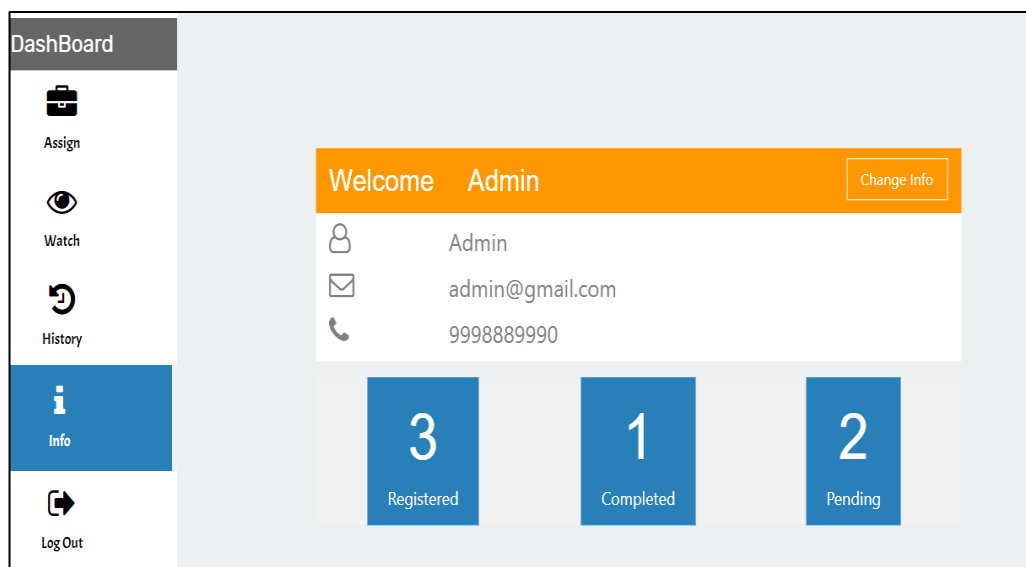 DashBoard
Assign
Watch
History
Info
Log Out
Welcome Admin
Change Info
Admin
admin@gmail.com
9998889990
3
Registered
1
Completed
2
Pending